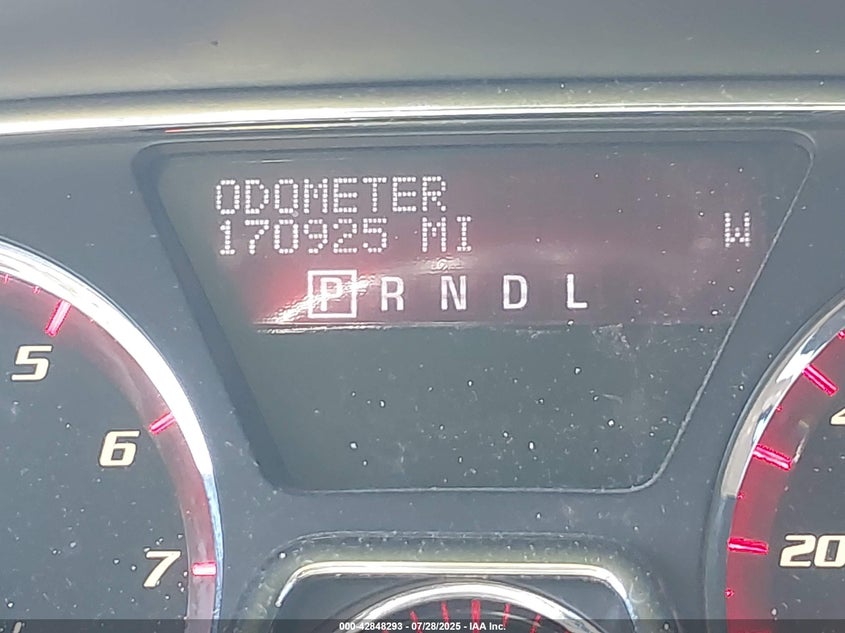 ODOMETER
170925 MI W
P R N D L
5
6
7
20
000-42848293 - 07/28/2025 - IAA Inc.